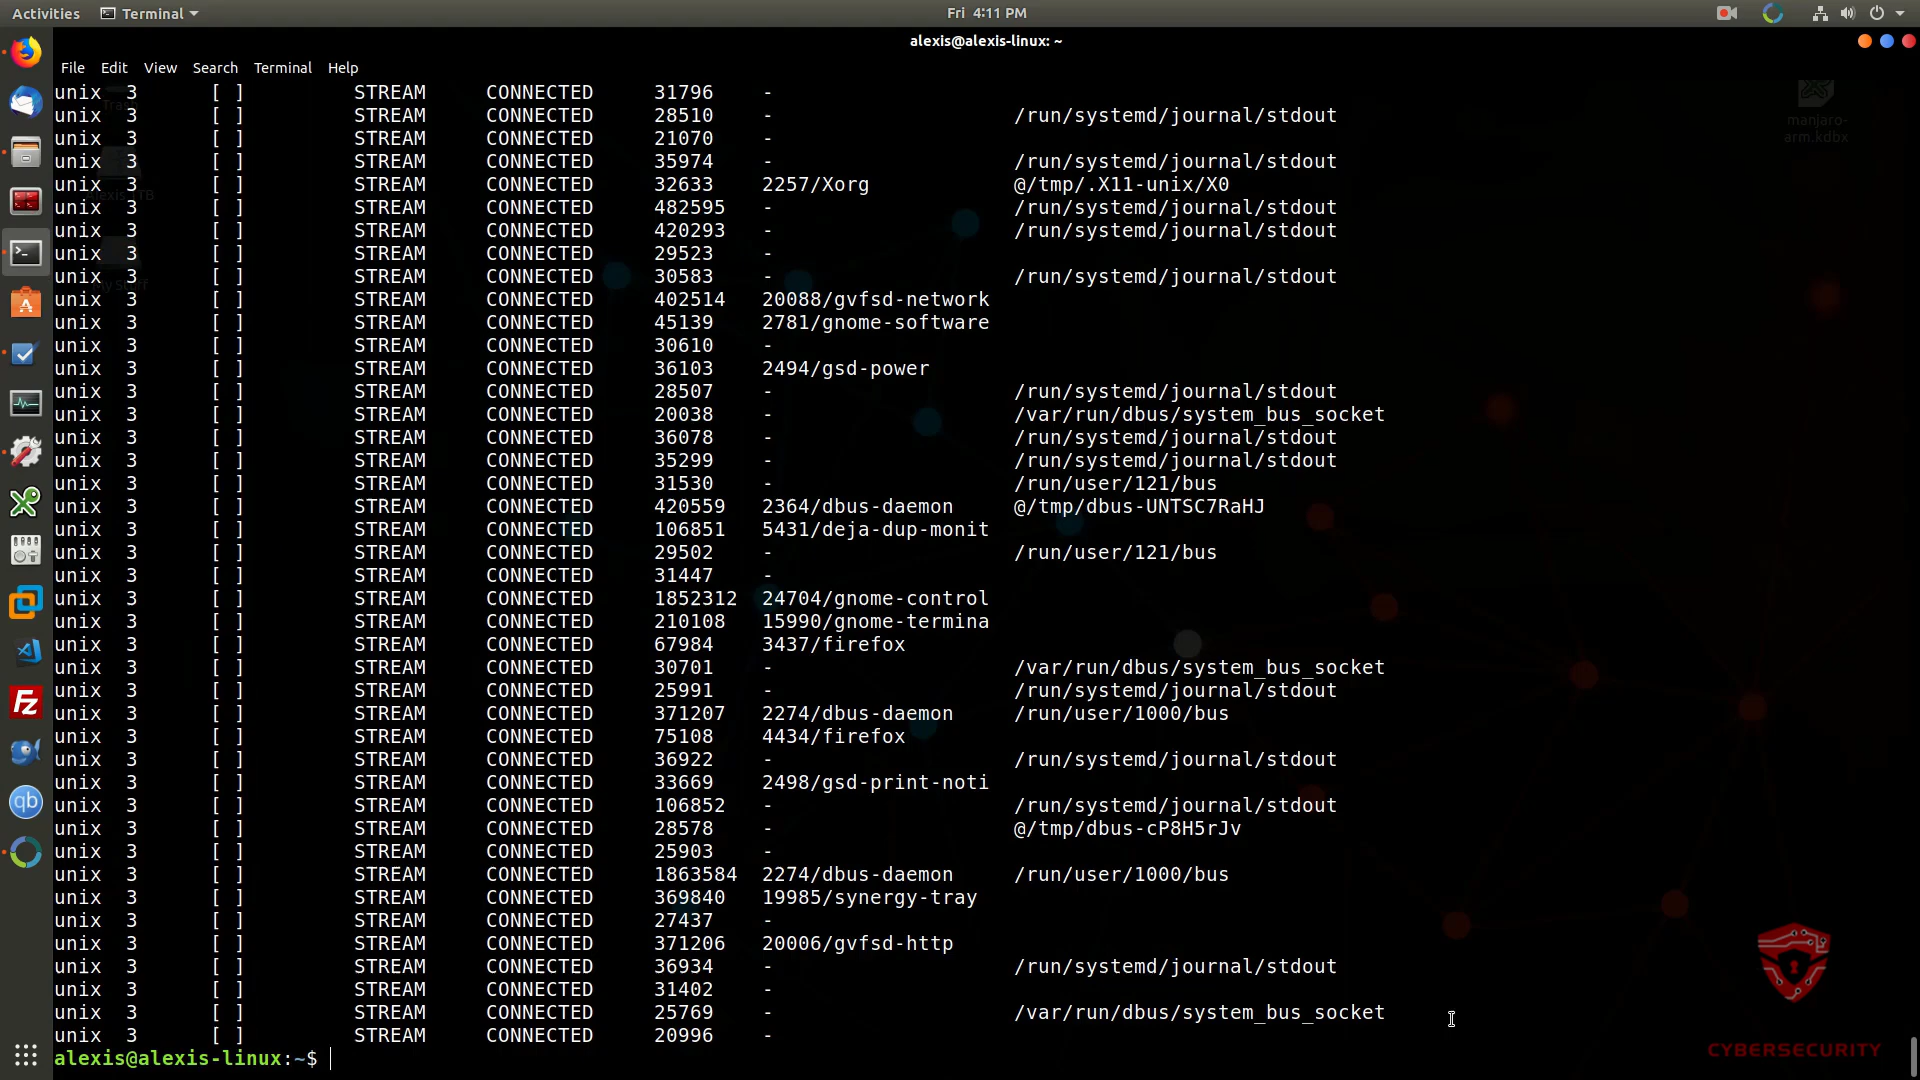 Activities Terminal Fri 4:11 PM
alexis@alexis-linux: ~
File Edit View Search Terminal Help
unix 3 [ ] STREAM CONNECTED 31796 -
unix 3 [ ] STREAM CONNECTED 28510 - /run/systemd/journal/stdout
unix 3 [ ] STREAM CONNECTED 21070 -
unix 3 [ ] STREAM CONNECTED 35974 - /run/systemd/journal/stdout
unix 3 [ ] STREAM CONNECTED 32633 2257/Xorg @/tmp/.X11-unix/X0
unix 3 [ ] STREAM CONNECTED 482595 - /run/systemd/journal/stdout
unix 3 [ ] STREAM CONNECTED 420293 - /run/systemd/journal/stdout
unix 3 [ ] STREAM CONNECTED 29523 -
unix 3 [ ] STREAM CONNECTED 30583 - /run/systemd/journal/stdout
unix 3 [ ] STREAM CONNECTED 402514 20088/gvfsd-network
unix 3 [ ] STREAM CONNECTED 45139 2781/gnome-software
unix 3 [ ] STREAM CONNECTED 30610 -
unix 3 [ ] STREAM CONNECTED 36103 2494/gsd-power
unix 3 [ ] STREAM CONNECTED 28507 - /run/systemd/journal/stdout
unix 3 [ ] STREAM CONNECTED 20038 - /var/run/dbus/system_bus_socket
unix 3 [ ] STREAM CONNECTED 36078 - /run/systemd/journal/stdout
unix 3 [ ] STREAM CONNECTED 35299 - /run/systemd/journal/stdout
unix 3 [ ] STREAM CONNECTED 31530 - /run/user/121/bus
unix 3 [ ] STREAM CONNECTED 420559 2364/dbus-daemon @/tmp/dbus-UNTSC7RaHJ
unix 3 [ ] STREAM CONNECTED 106851 5431/deja-dup-monit
unix 3 [ ] STREAM CONNECTED 29502 - /run/user/121/bus
unix 3 [ ] STREAM CONNECTED 31447 -
unix 3 [ ] STREAM CONNECTED 1852312 24704/gnome-control
unix 3 [ ] STREAM CONNECTED 210108 15990/gnome-termina
unix 3 [ ] STREAM CONNECTED 67984 3437/firefox
unix 3 [ ] STREAM CONNECTED 30701 - /var/run/dbus/system_bus_socket
unix 3 [ ] STREAM CONNECTED 25991 - /run/systemd/journal/stdout
unix 3 [ ] STREAM CONNECTED 371207 2274/dbus-daemon /run/user/1000/bus
unix 3 [ ] STREAM CONNECTED 75108 4434/firefox
unix 3 [ ] STREAM CONNECTED 36922 - /run/systemd/journal/stdout
unix 3 [ ] STREAM CONNECTED 33669 2498/gsd-print-noti
unix 3 [ ] STREAM CONNECTED 106852 - /run/systemd/journal/stdout
unix 3 [ ] STREAM CONNECTED 28578 - @/tmp/dbus-cP8H5rJv
unix 3 [ ] STREAM CONNECTED 25903 -
unix 3 [ ] STREAM CONNECTED 1863584 2274/dbus-daemon /run/user/1000/bus
unix 3 [ ] STREAM CONNECTED 369840 19985/synergy-tray
unix 3 [ ] STREAM CONNECTED 27437 -
unix 3 [ ] STREAM CONNECTED 371206 20006/gvfsd-http
unix 3 [ ] STREAM CONNECTED 36934 - /run/systemd/journal/stdout
unix 3 [ ] STREAM CONNECTED 31402 -
unix 3 [ ] STREAM CONNECTED 25769 - /var/run/dbus/system_bus_socket
unix 3 [ ] STREAM CONNECTED 20996 -
alexis@alexis-linux:~$
manjaro-
arm.kdbx
CYBERSECURITY
Fz
qb